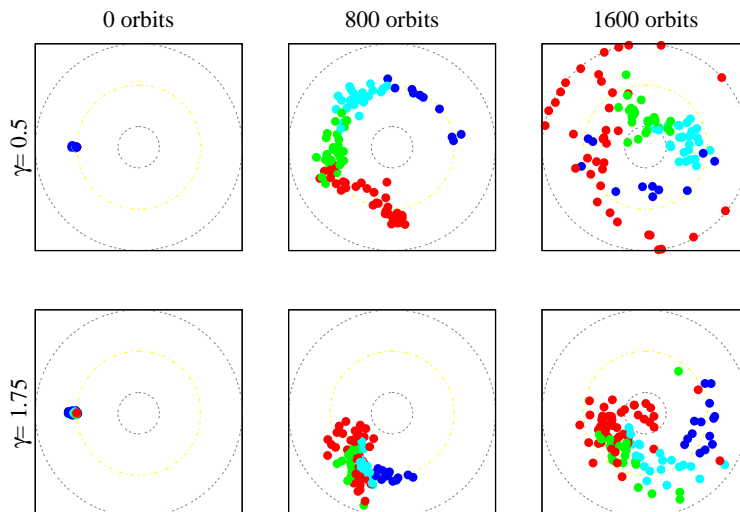 0 orbits 800 orbits 1600 orbits
γ= 0.5
γ= 1.75